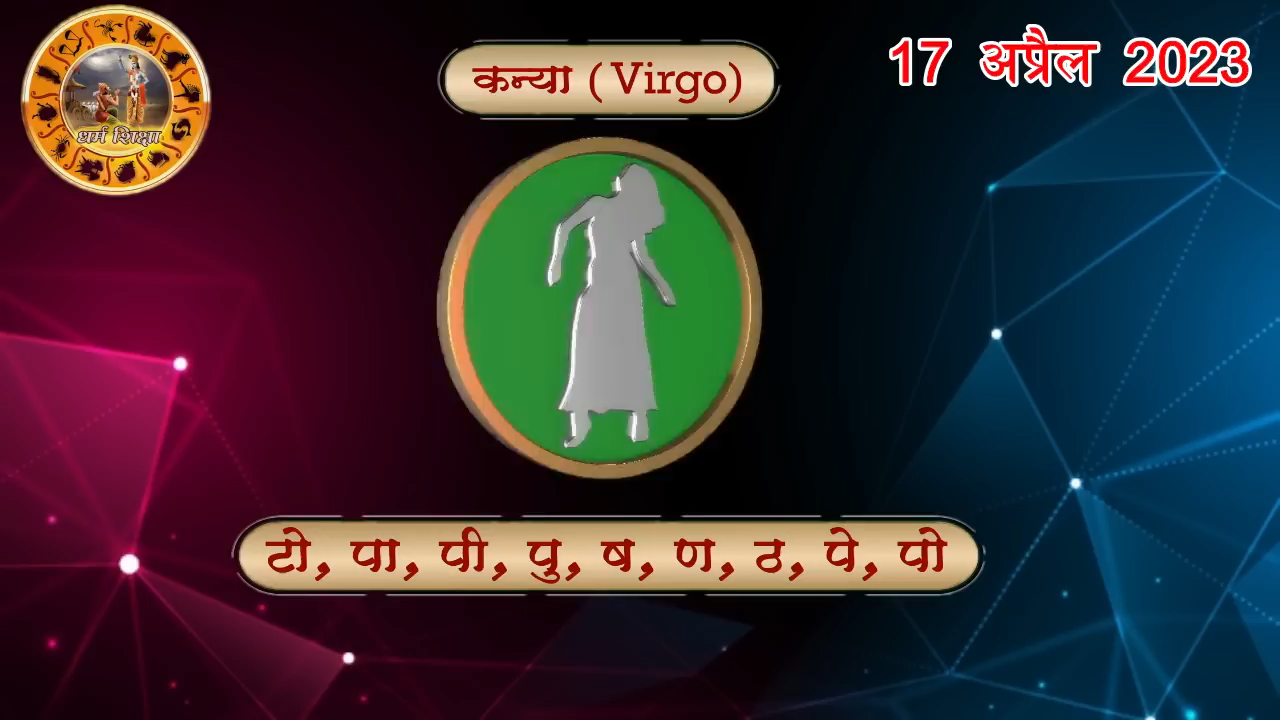 धर्म शिक्षा
कन्या (Virgo)
17 अप्रैल 2023
टो, पा, पी, पु, ष, ण, ठ, पे, पो